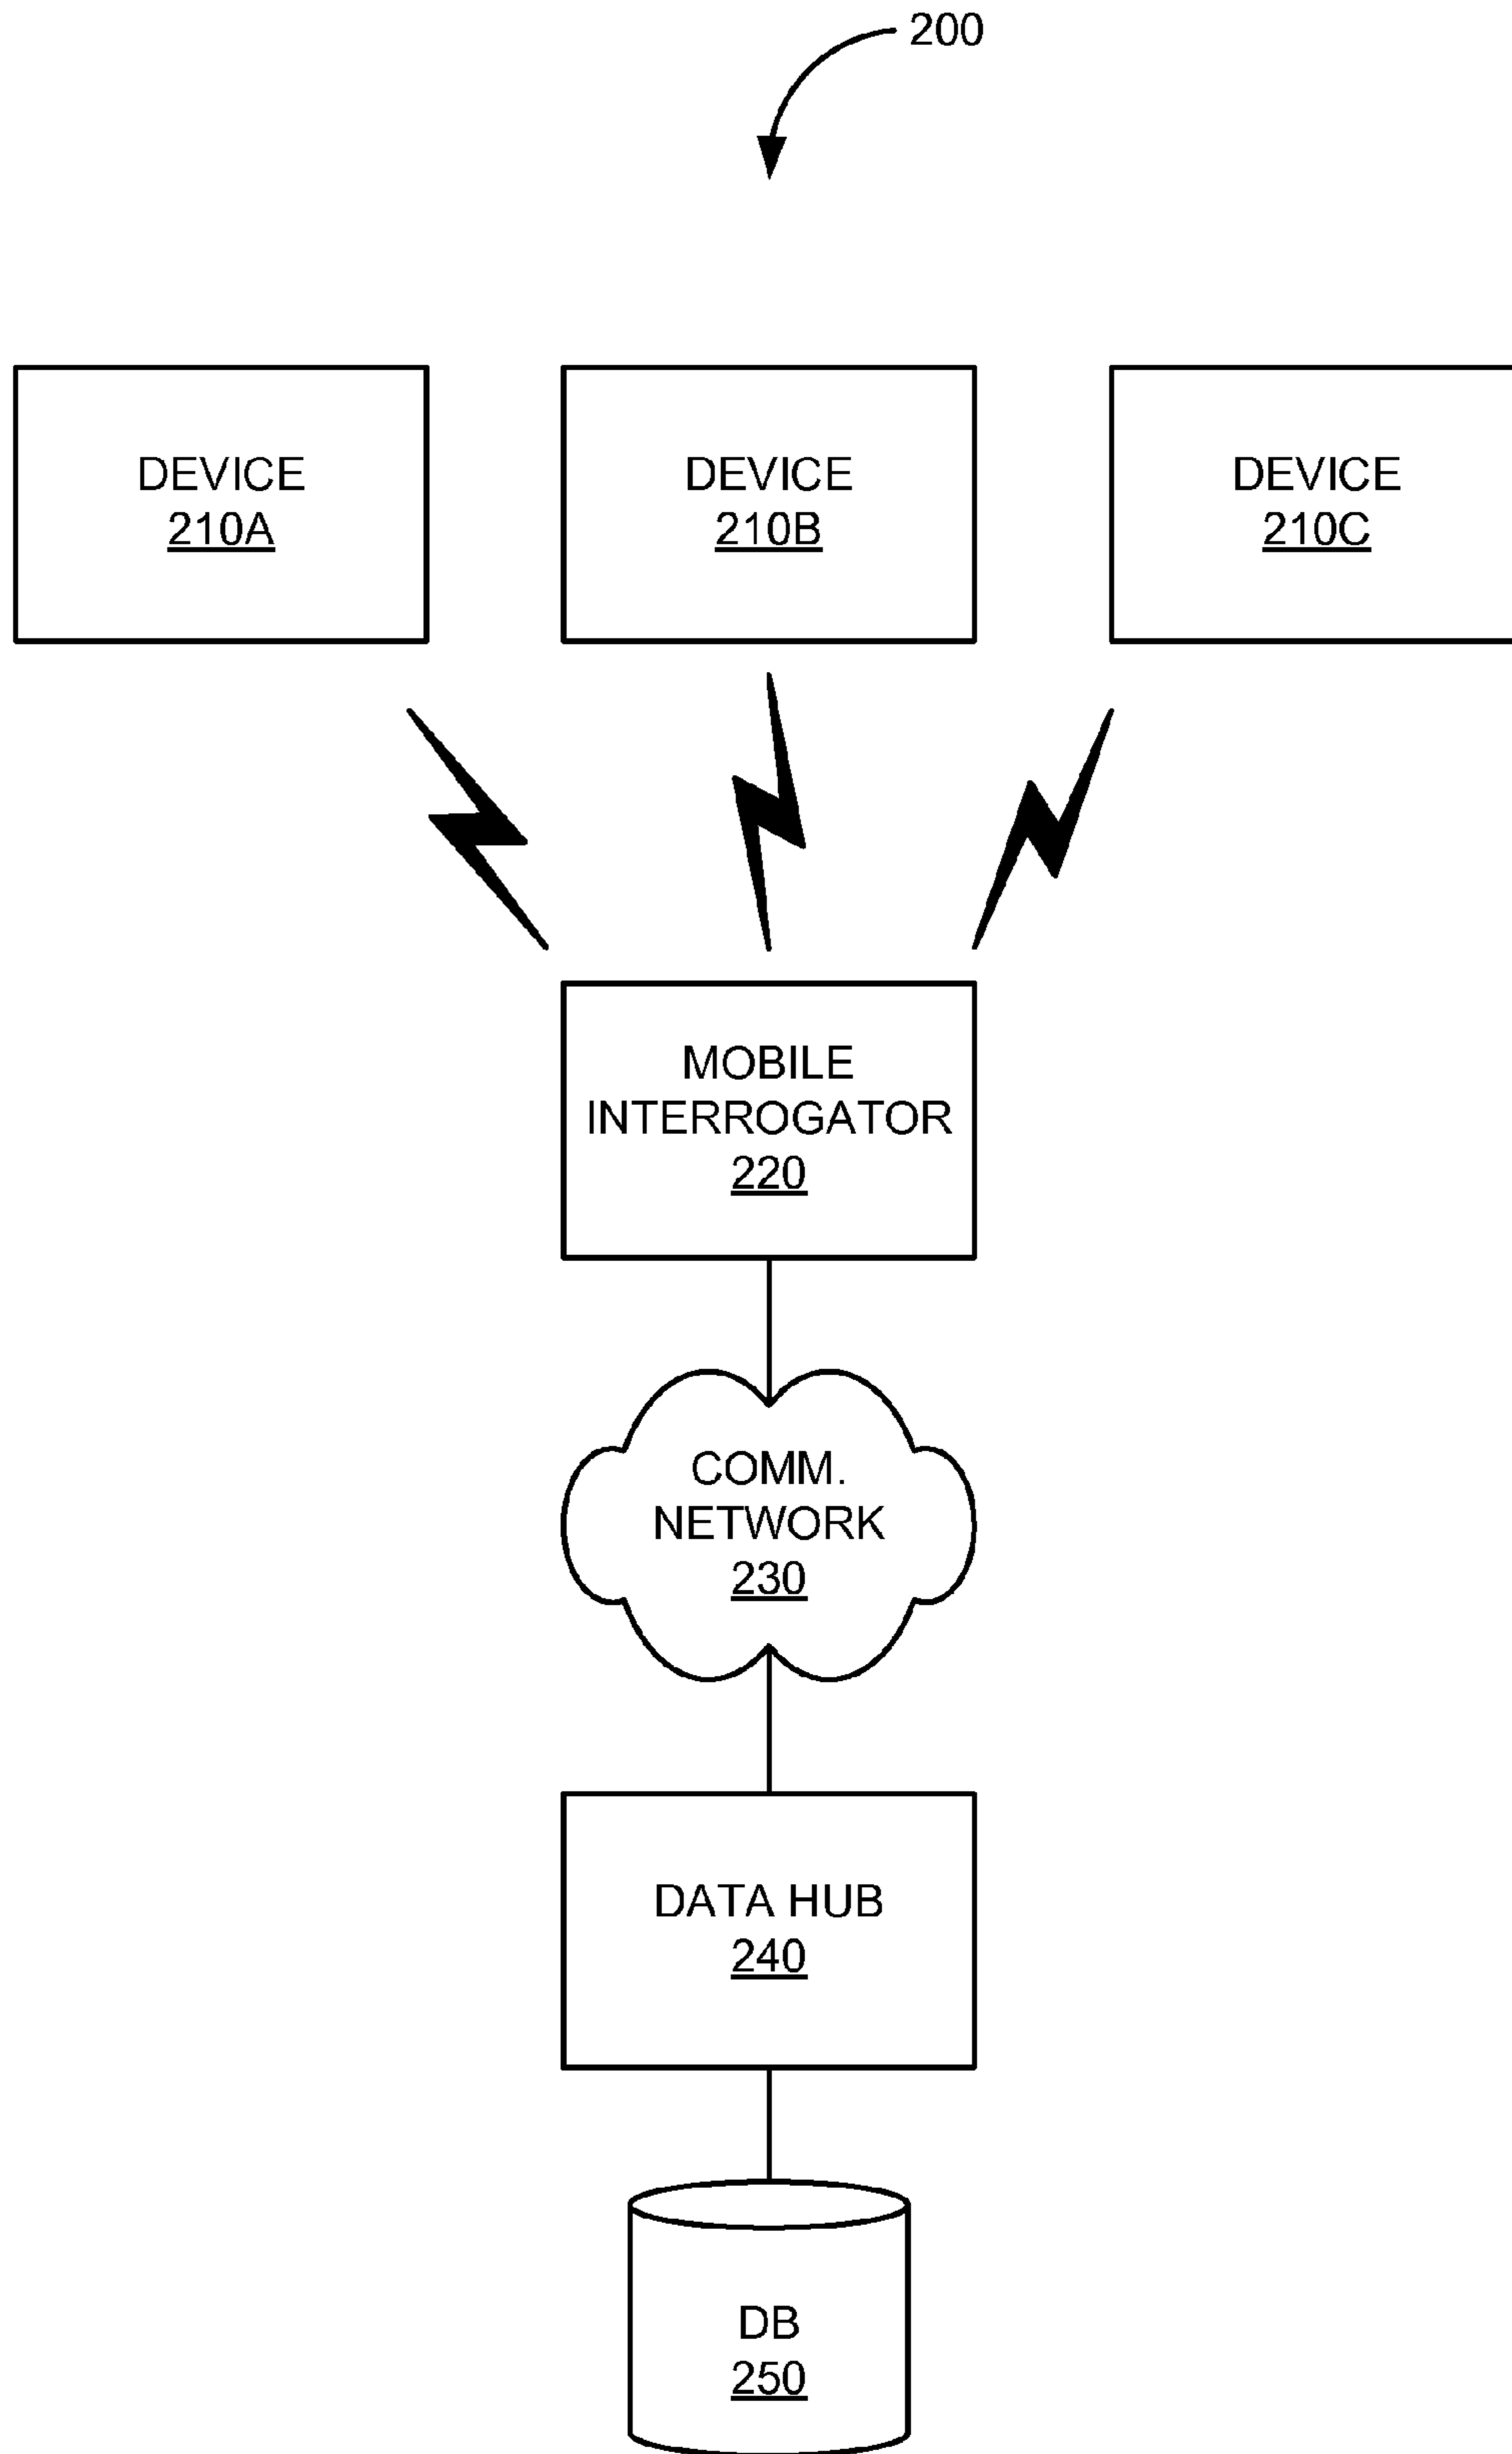 200
DEVICE
210A
DEVICE
210B
DEVICE
210C
MOBILE
INTERROGATOR
220
COMM.
NETWORK
230
DATA HUB
240
DB
250